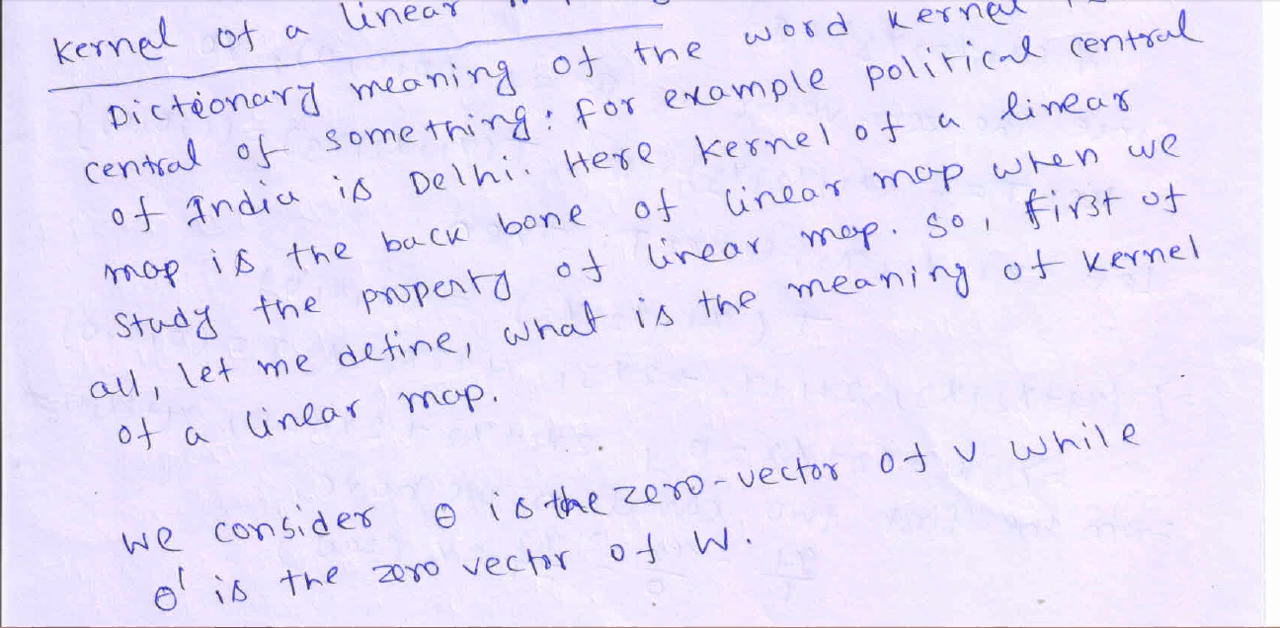 Kernel of a linear
Dictionary meaning of the word kernel
central of something: for example political central
of India is Delhi. Here kernel of a linear
map is the back bone of linear map when we
study the property of linear map. So, first of
all, let me define, what is the meaning of kernel
of a linear map.
We consider θ is the zero-vector of V while
θ' is the zero vector of W.